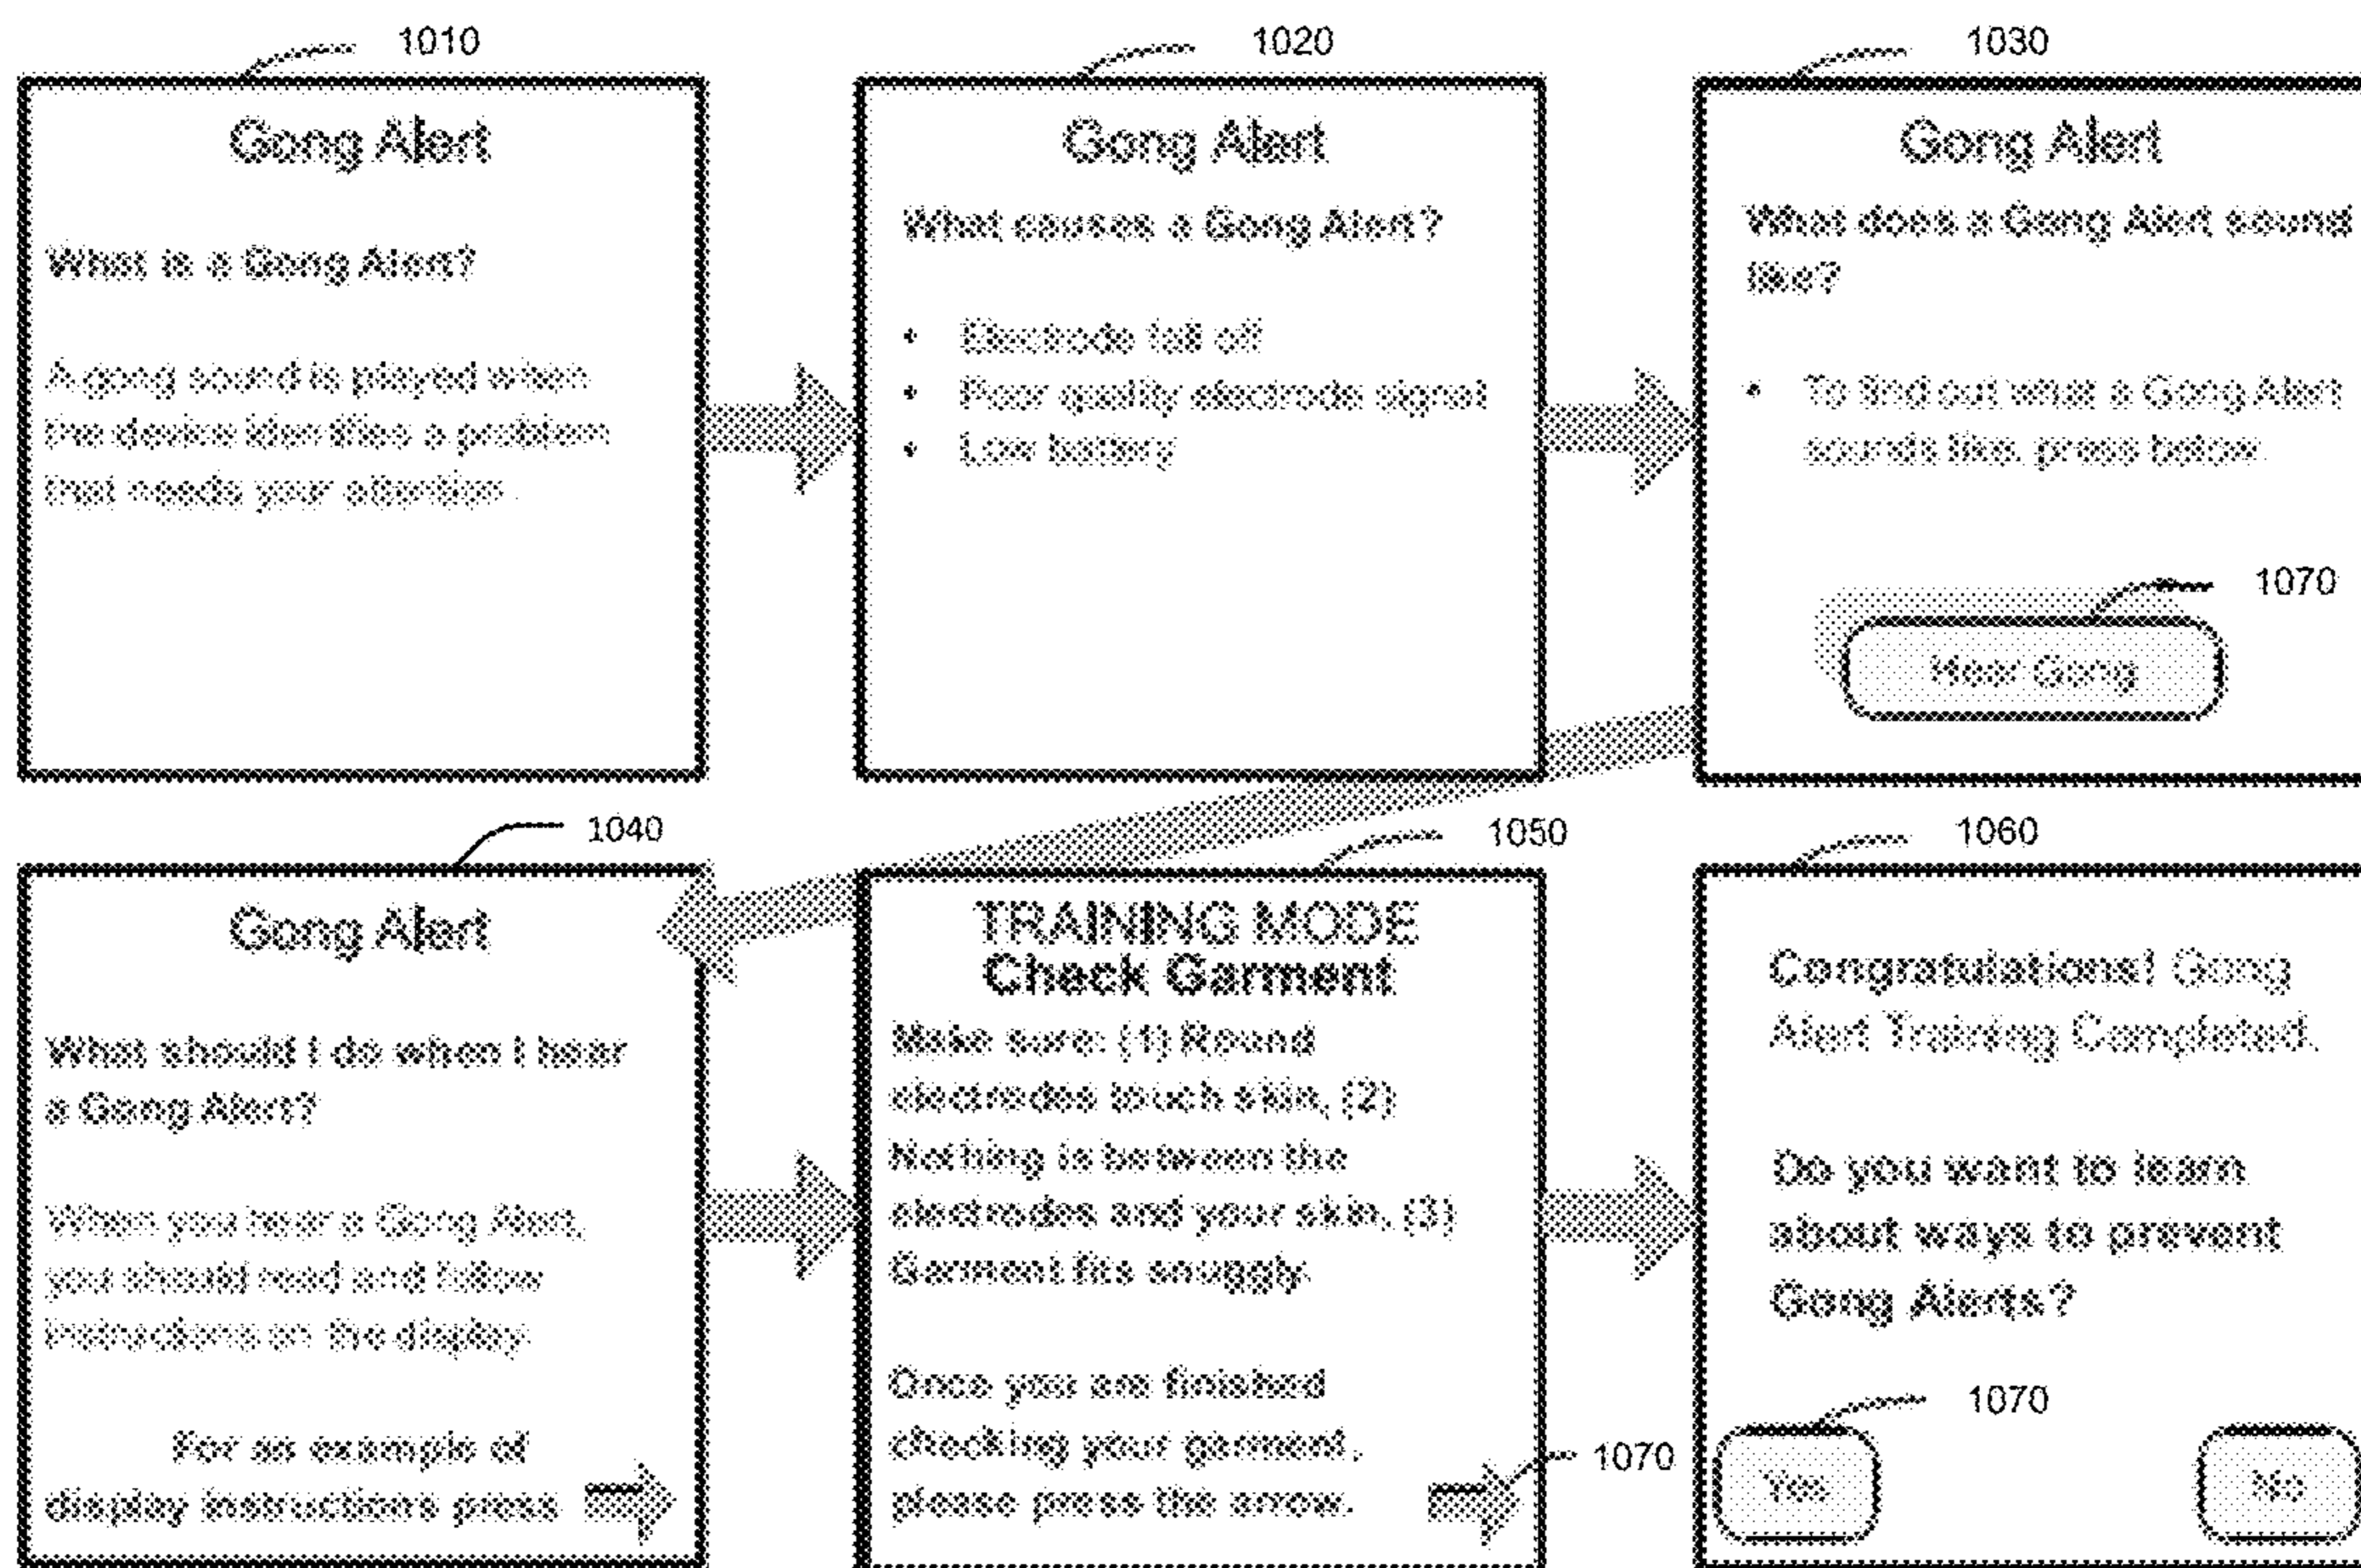 1010
Gong Alert
What is a Gong Alert?
A gong sound is played when
the device identifies a problem
that needs your attention.
1020
Gong Alert
What causes a Gong Alert?
• Electrode fall off
• Poor quality electrode signal
• Low battery
1030
Gong Alert
What does a Gong Alert sound
like?
• To find out what a Gong Alert
sounds like, press below.
1070
Hear Gong
1040
Gong Alert
What should I do when I hear
a Gong Alert?
When you hear a Gong Alert,
you should read and follow
instructions on the display.
For an example of
display instructions press
1050
TRAINING MODE
Check Garment
Make sure: (1) Round
electrodes touch skin, (2)
Nothing is between the
electrodes and your skin, (3)
Garment fits snuggly.
Once you are finished
checking your garment,
please press the arrow.
1070
1060
Congratulations! Gong
Alert Training Completed.
Do you want to learn
about ways to prevent
Gong Alerts?
1070
Yes
No